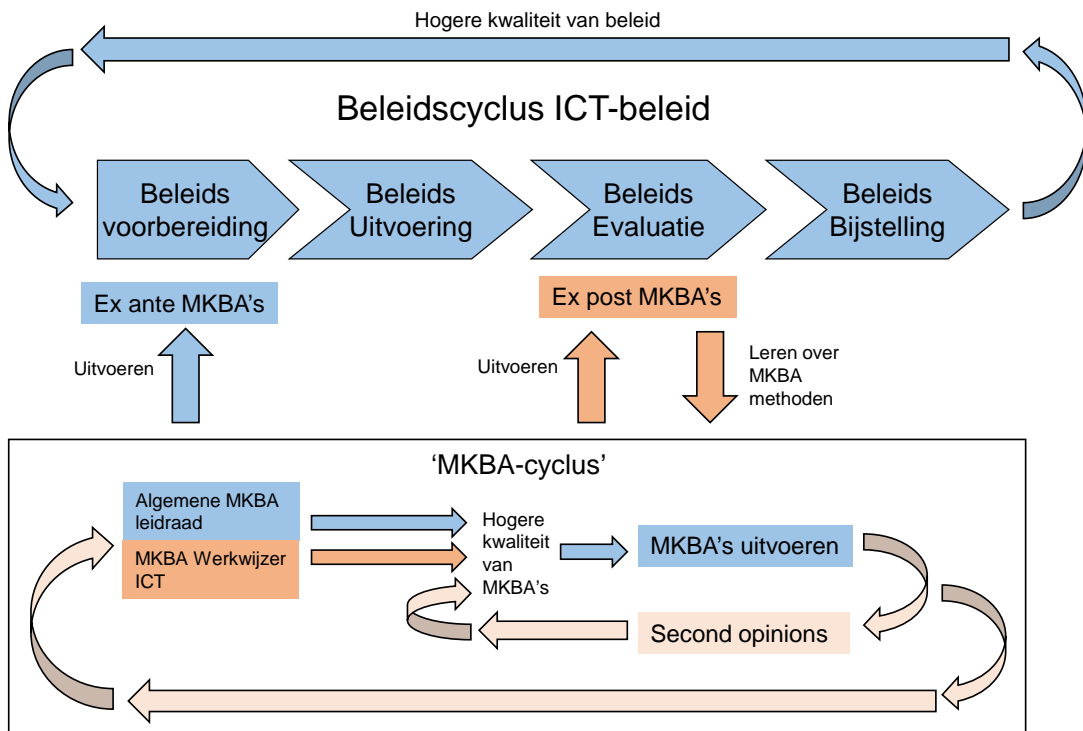 Hogere kwaliteit van beleid
Beleidscyclus ICT-beleid
Beleids
voorbereiding
Beleids
Uitvoering
Beleids
Evaluatie
Beleids
Bijstelling
Ex ante MKBA's
Ex post MKBA's
Uitvoeren
Uitvoeren
Leren over
MKBA
methoden
‘MKBA-cyclus’
Algemene MKBA
leidraad
MKBA Werkwijzer
ICT
Hogere
kwaliteit
van
MKBA's
MKBA's uitvoeren
Second opinions